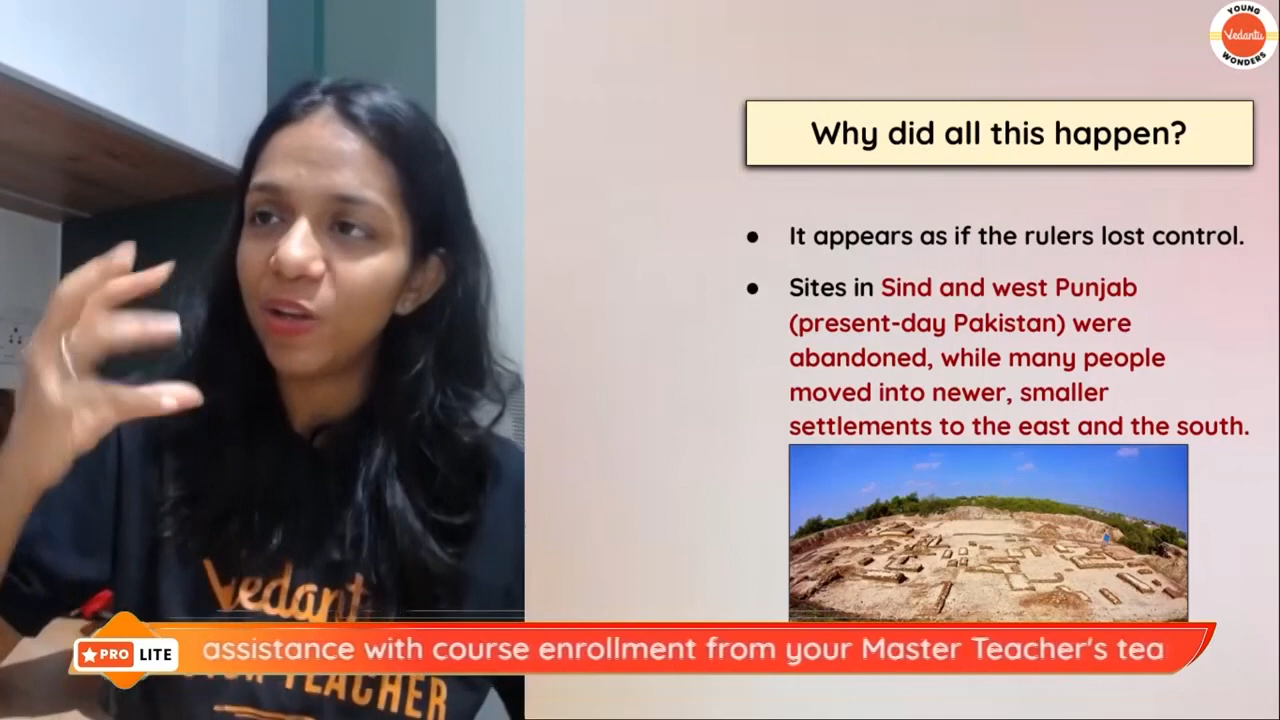 YOUNG
Vedantu
WONDERS
Why did all this happen?
● It appears as if the rulers lost control.
● Sites in Sind and west Punjab
(present-day Pakistan) were
abandoned, while many people
moved into newer, smaller
settlements to the east and the south.
Vedant
PRO LITE assistance with course enrollment from your Master Teacher's tea
TEACHER